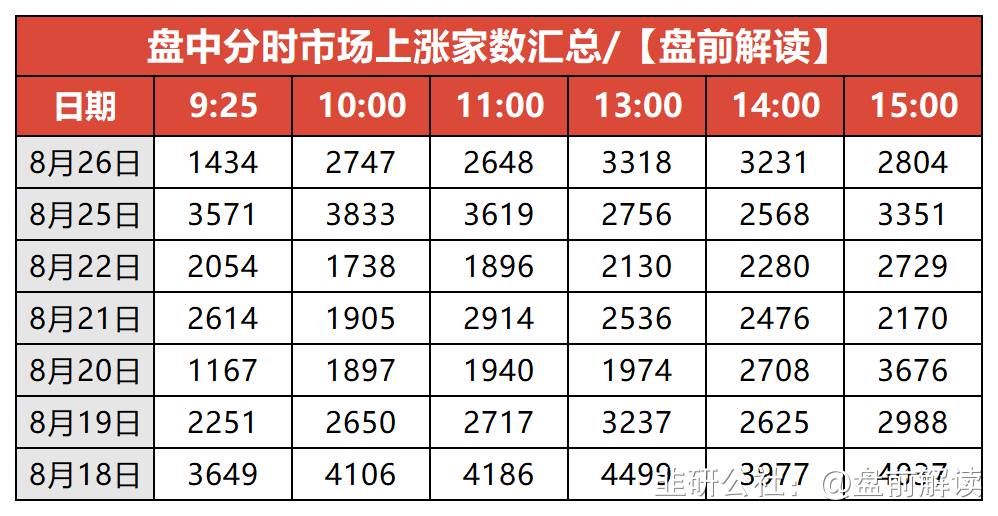 盘中分时市场上涨家数汇总/【盘前解读】
日期 9:25 10:00 11:00 13:00 14:00 15:00
8月26日 1434 2747 2648 3318 3231 2804
8月25日 3571 3833 3619 2756 2568 3351
8月22日 2054 1738 1896 2130 2280 2729
8月21日 2614 1905 2914 2536 2476 2170
8月20日 1167 1897 1940 1974 2708 3676
8月19日 2251 2650 2717 3237 2625 2988
8月18日 3649 4106 4186 4499 3977 4037
韭研公社：@盘前解读